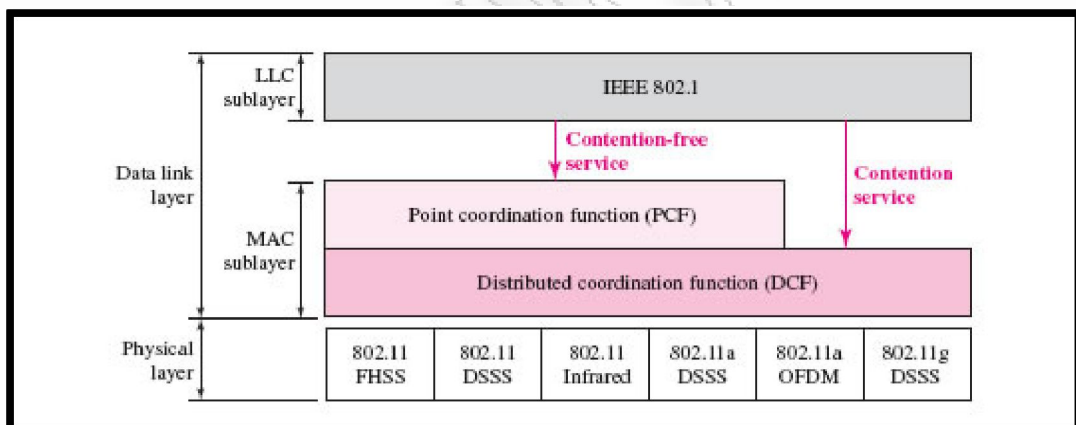 LLC
sublayer
IEEE 802.1
Contention-free
service
Contention
service
Data link
layer
Point coordination function (PCF)
MAC
sublayer
Distributed coordination function (DCF)
Physical
layer
802.11
FHSS
802.11
DSSS
802.11
Infrared
802.11a
DSSS
802.11a
OFDM
802.11g
DSSS